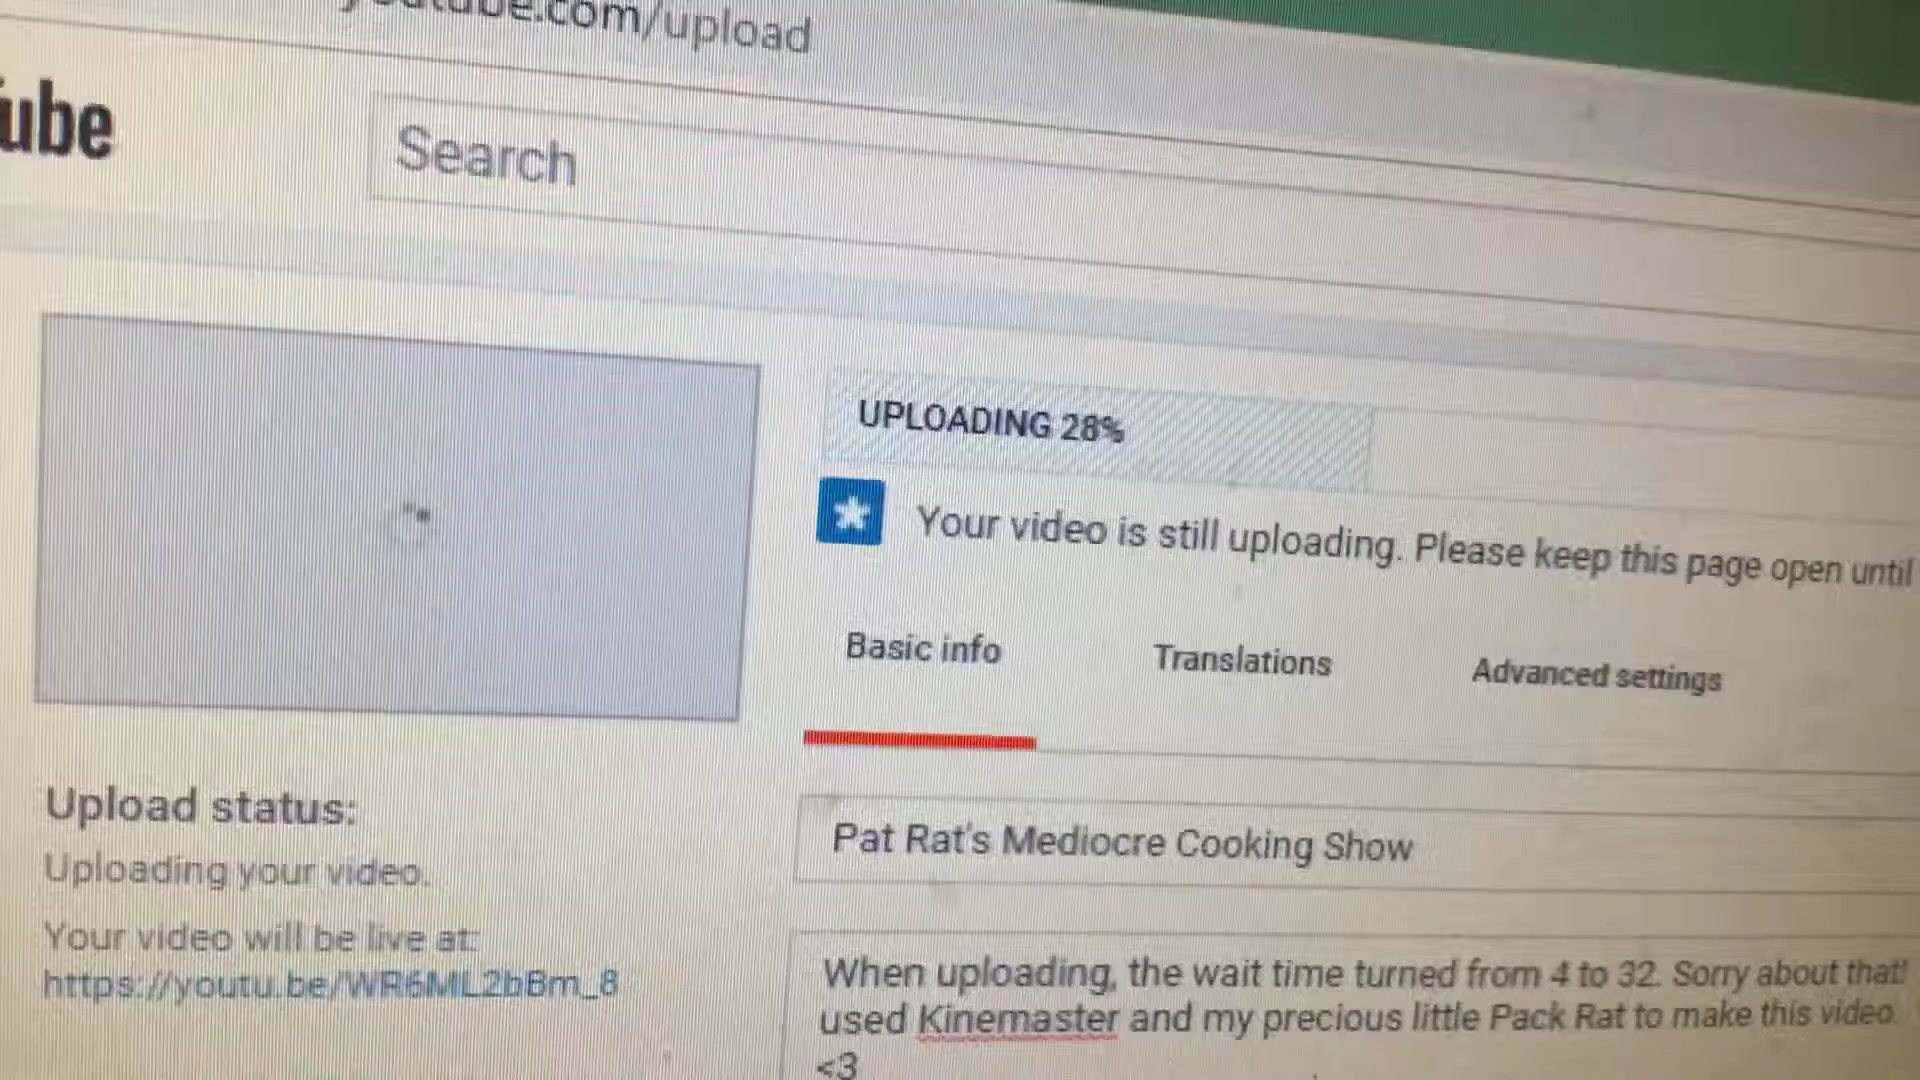 youtube.com/upload
Tube
Search
UPLOADING 28%
Your video is still uploading. Please keep this page open until
Basic info
Translations
Advanced settings
Upload status:
Uploading your video.
Your video will be live at:
https://youtu.be/WR6ML2bBm_8
Pat Rat's Mediocre Cooking Show
When uploading, the wait time turned from 4 to 32. Sorry about that!
used Kinemaster and my precious little Pack Rat to make this video.
<3